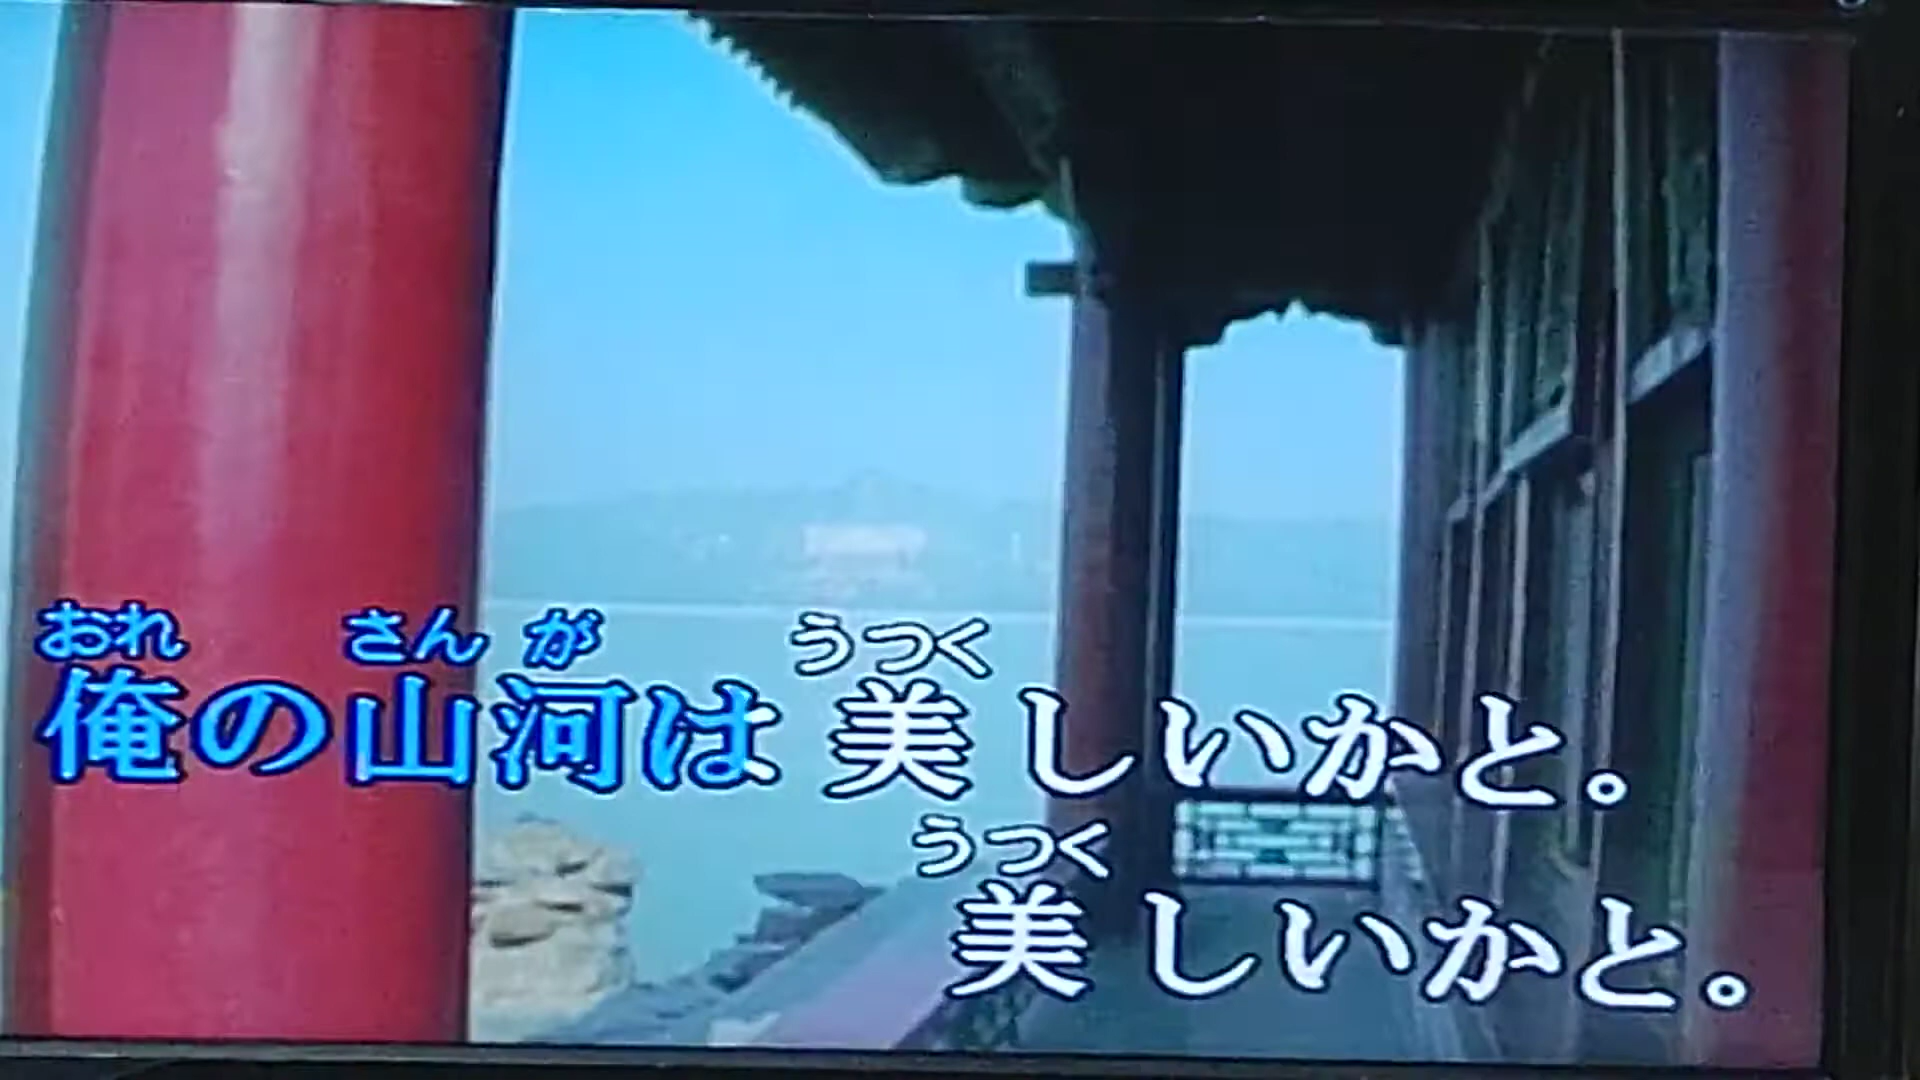 おれ さん が うつく
俺の山河は美しいかと。
うつく
美しいかと。